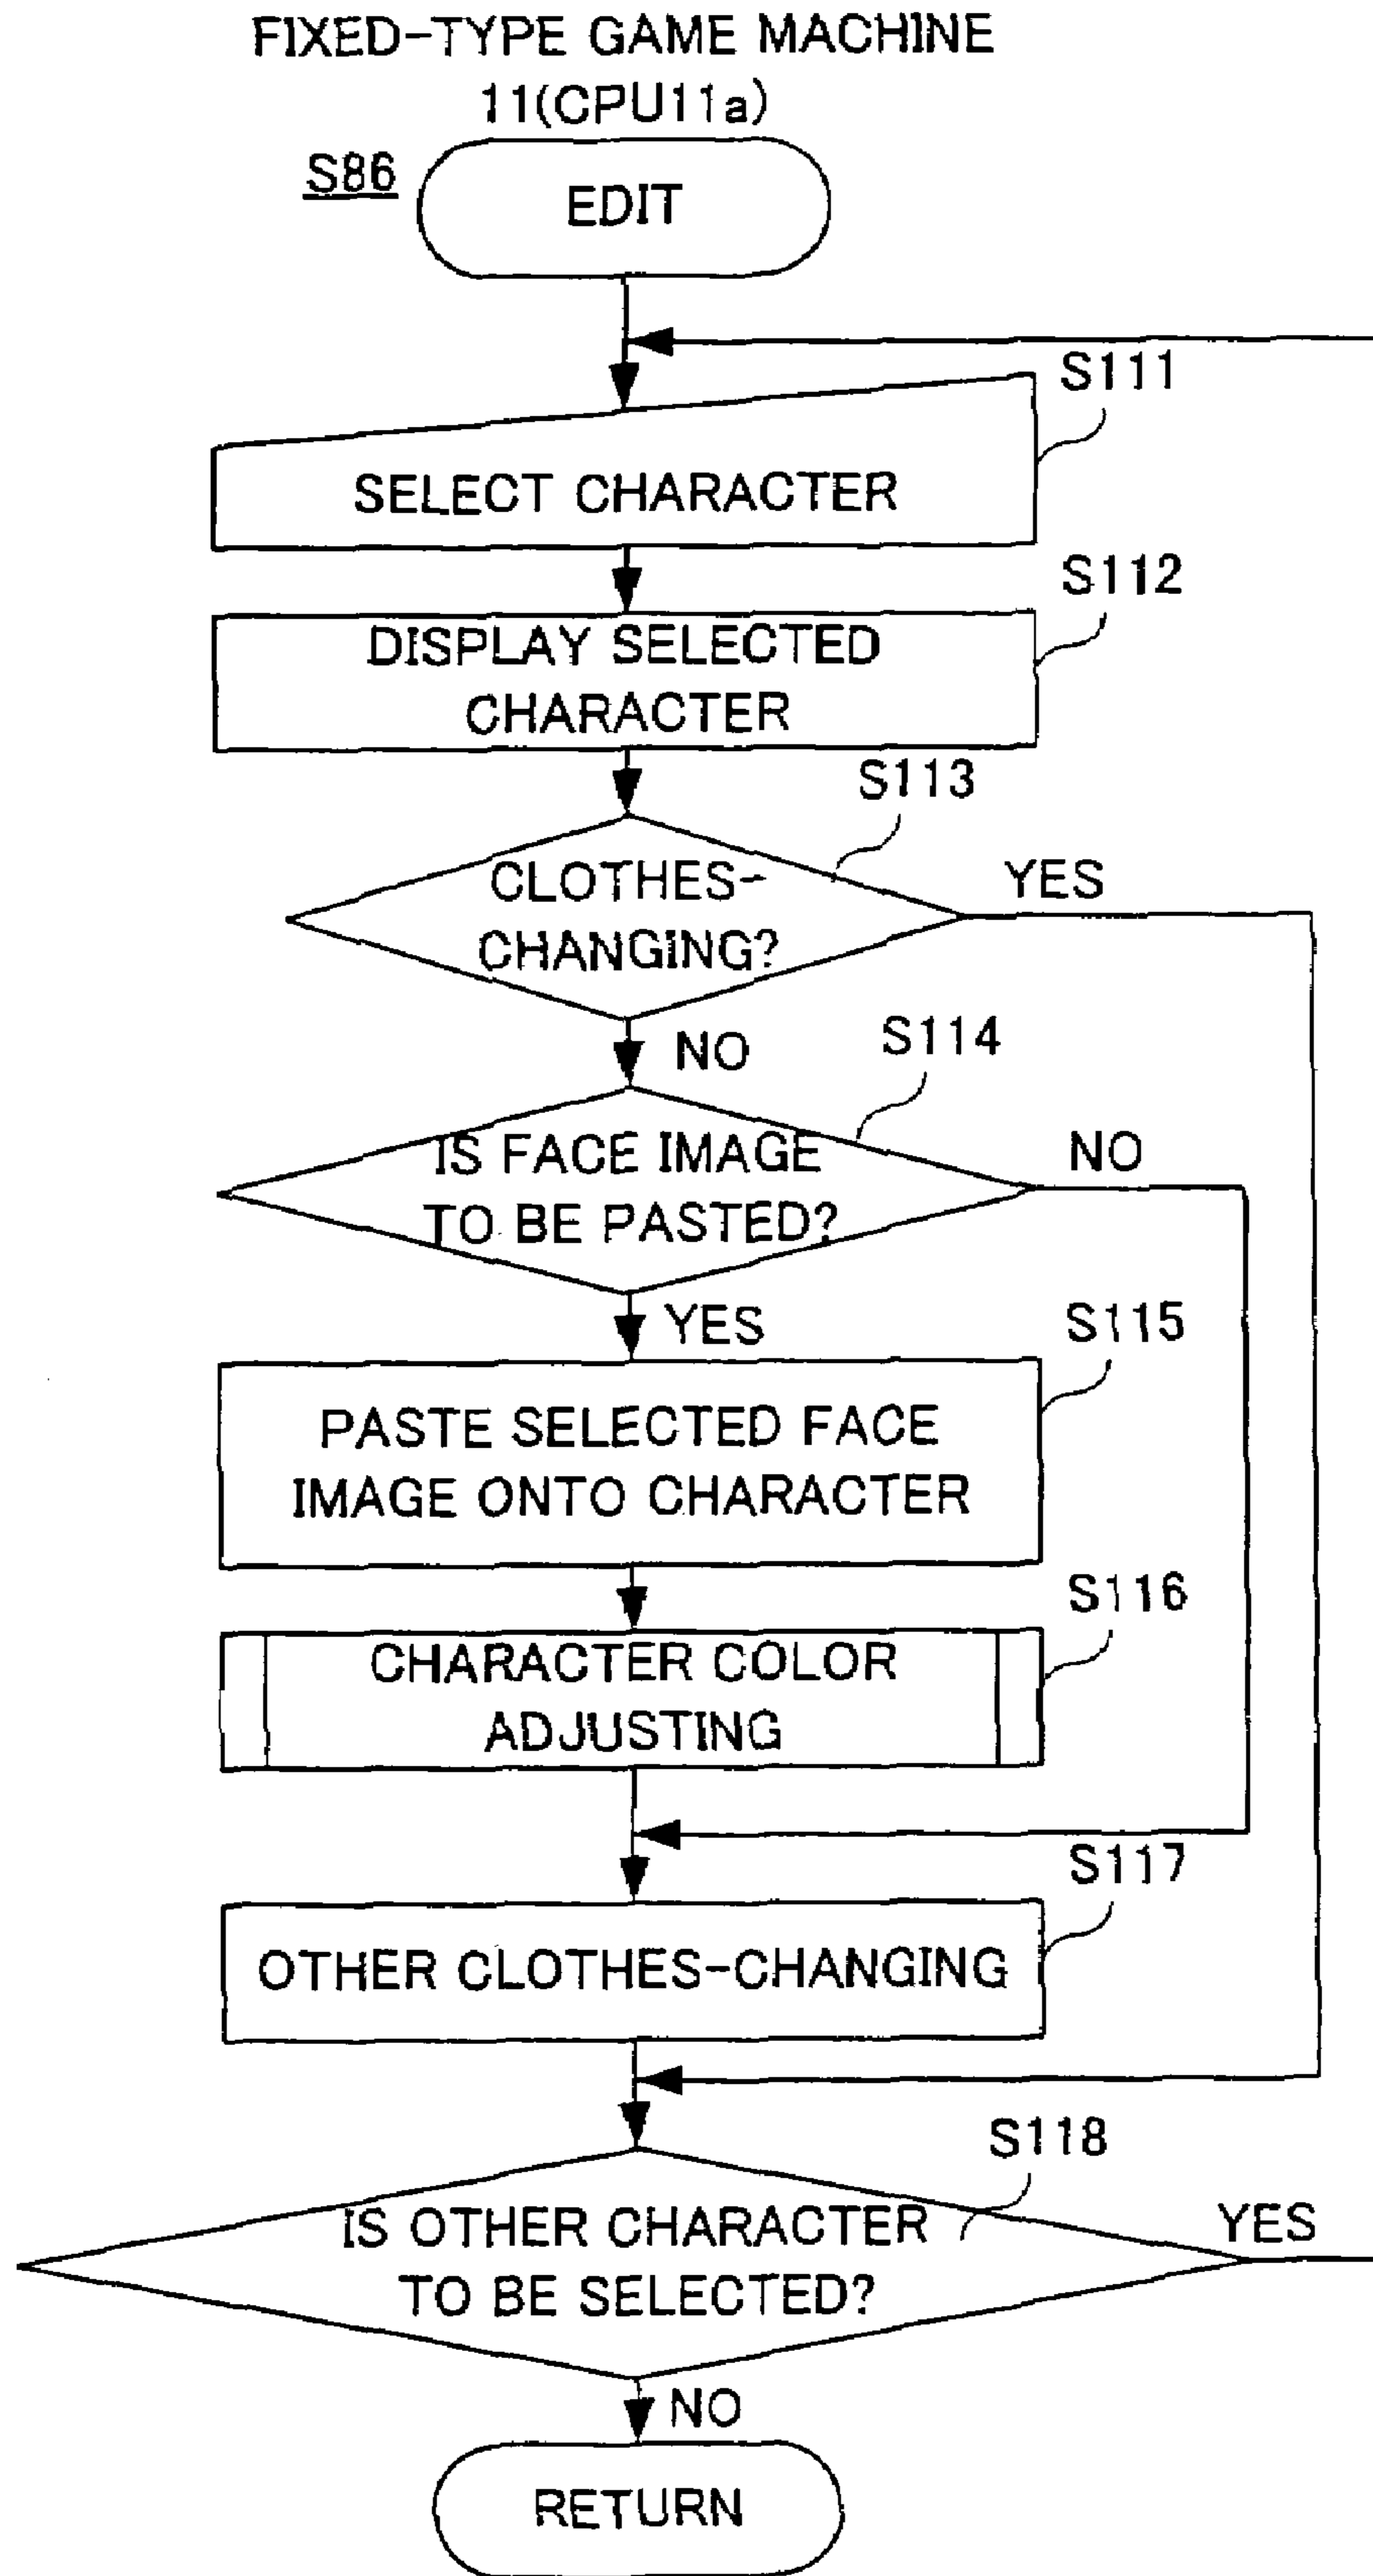 FIXED-TYPE GAME MACHINE
11(CPU11a)
S86
EDIT
S111
SELECT CHARACTER
S112
DISPLAY SELECTED
CHARACTER
S113
CLOTHES-
CHANGING?
YES
NO
S114
IS FACE IMAGE
TO BE PASTED?
NO
YES
S115
PASTE SELECTED FACE
IMAGE ONTO CHARACTER
S116
CHARACTER COLOR
ADJUSTING
S117
OTHER CLOTHES-CHANGING
S118
IS OTHER CHARACTER
TO BE SELECTED?
YES
NO
RETURN